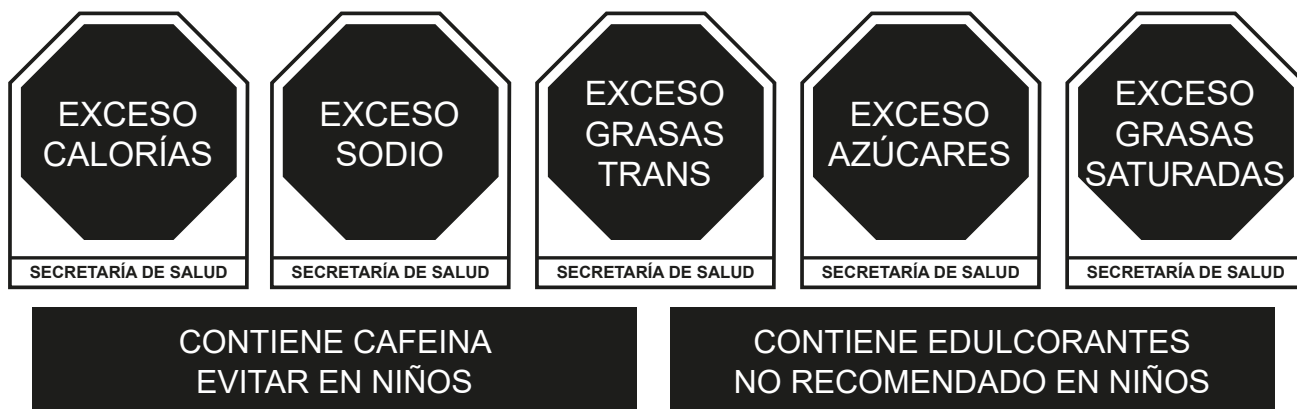 EXCESO
CALORÍAS
SECRETARÍA DE SALUD
EXCESO
SODIO
SECRETARÍA DE SALUD
EXCESO
GRASAS
TRANS
SECRETARÍA DE SALUD
EXCESO
AZÚCARES
SECRETARÍA DE SALUD
EXCESO
GRASAS
SATURADAS
SECRETARÍA DE SALUD
CONTIENE CAFEINA
EVITAR EN NIÑOS
CONTIENE EDULCORANTES
NO RECOMENDADO EN NIÑOS